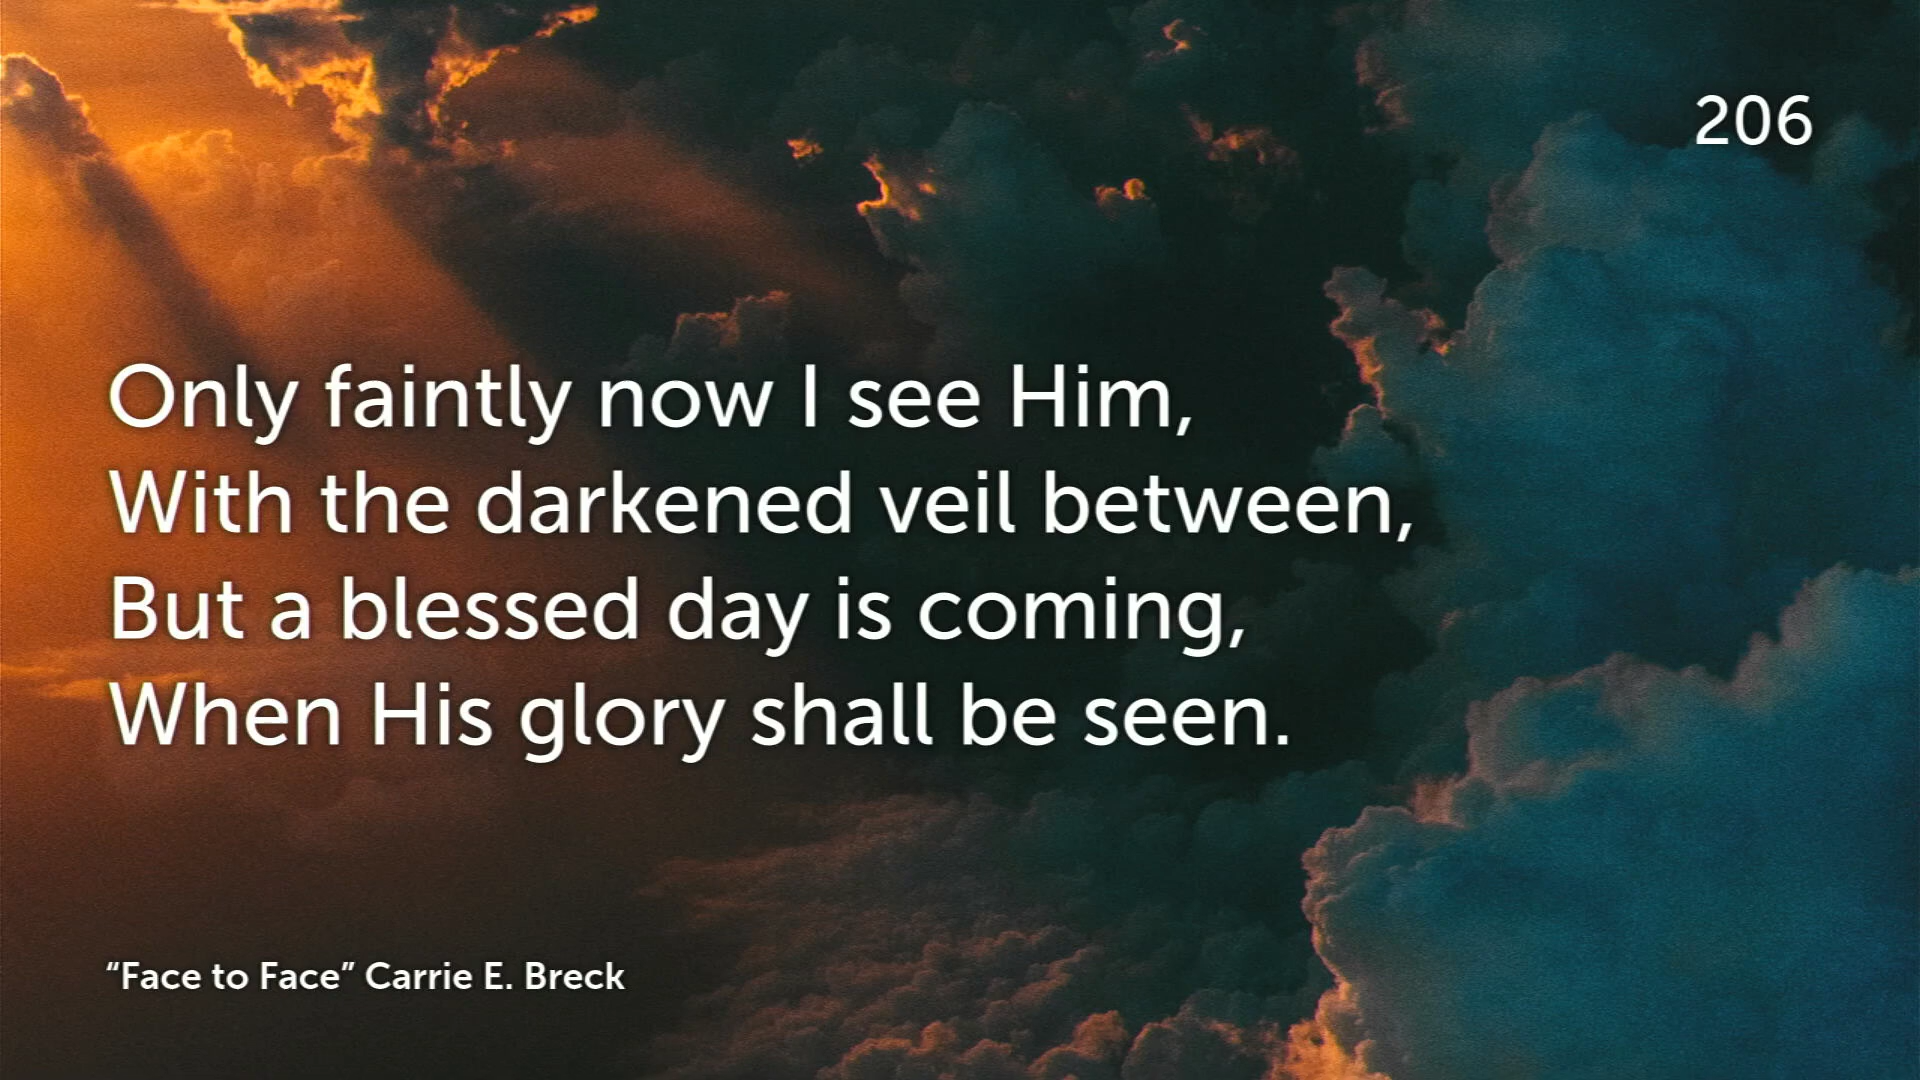 206
Only faintly now I see Him,
With the darkened veil between,
But a blessed day is coming,
When His glory shall be seen.
“Face to Face” Carrie E. Breck